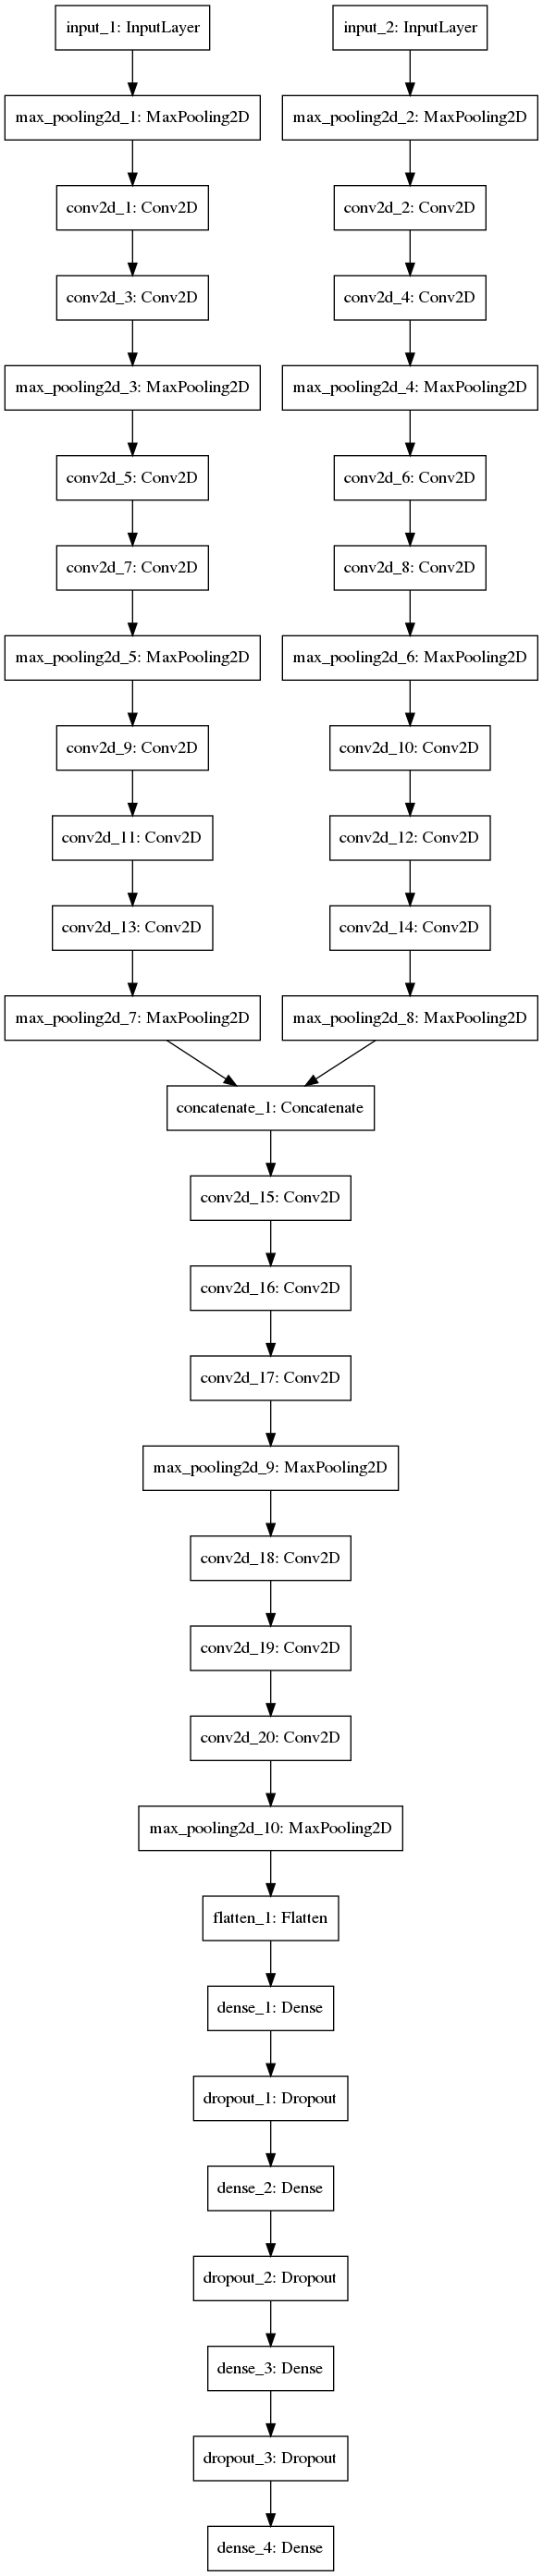 input_1: InputLayer
input_2: InputLayer
max_pooling2d_1: MaxPooling2D
max_pooling2d_2: MaxPooling2D
conv2d_1: Conv2D
conv2d_2: Conv2D
conv2d_3: Conv2D
conv2d_4: Conv2D
max_pooling2d_3: MaxPooling2D
max_pooling2d_4: MaxPooling2D
conv2d_5: Conv2D
conv2d_6: Conv2D
conv2d_7: Conv2D
conv2d_8: Conv2D
max_pooling2d_5: MaxPooling2D
max_pooling2d_6: MaxPooling2D
conv2d_9: Conv2D
conv2d_10: Conv2D
conv2d_11: Conv2D
conv2d_12: Conv2D
conv2d_13: Conv2D
conv2d_14: Conv2D
max_pooling2d_7: MaxPooling2D
max_pooling2d_8: MaxPooling2D
concatenate_1: Concatenate
conv2d_15: Conv2D
conv2d_16: Conv2D
conv2d_17: Conv2D
max_pooling2d_9: MaxPooling2D
conv2d_18: Conv2D
conv2d_19: Conv2D
conv2d_20: Conv2D
max_pooling2d_10: MaxPooling2D
flatten_1: Flatten
dense_1: Dense
dropout_1: Dropout
dense_2: Dense
dropout_2: Dropout
dense_3: Dense
dropout_3: Dropout
dense_4: Dense